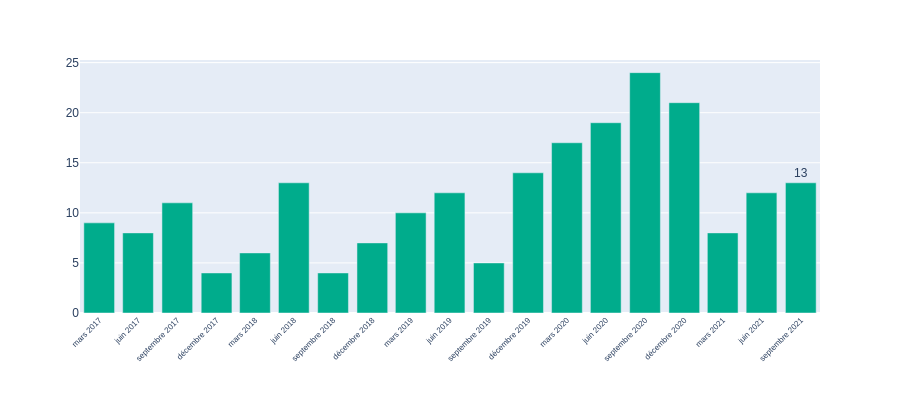 25
20
15
10
5
0
13
mars 2017
juin 2017
septembre 2017
décembre 2017
mars 2018
juin 2018
septembre 2018
décembre 2018
mars 2019
juin 2019
septembre 2019
décembre 2019
mars 2020
juin 2020
septembre 2020
décembre 2020
mars 2021
juin 2021
septembre 2021